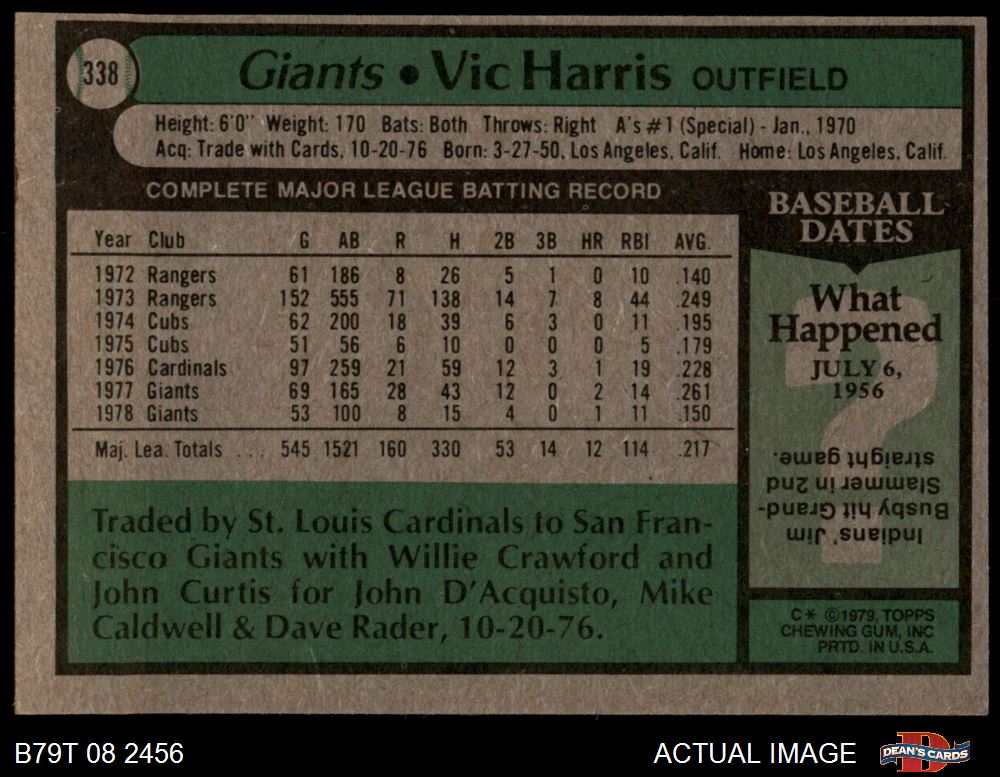 338
Giants • Vic Harris OUTFIELD
Height: 6'0" Weight: 170 Bats: Both Throws: Right A's #1 (Special) - Jan., 1970
Acq: Trade with Cards, 10-20-76 Born: 3-27-50, Los Angeles, Calif. Home: Los Angeles, Calif.
COMPLETE MAJOR LEAGUE BATTING RECORD
Year Club G AB R H 2B 3B HR RBI AVG.
1972 Rangers 61 186 8 26 5 1 0 10 .140
1973 Rangers 152 555 71 138 14 7 8 44 .249
1974 Cubs 62 200 18 39 6 3 0 11 .195
1975 Cubs 51 56 6 10 0 0 0 5 .179
1976 Cardinals 97 259 21 59 12 3 1 19 .228
1977 Giants 69 165 28 43 12 0 2 14 .261
1978 Giants 53 100 8 15 4 0 1 11 .150
Maj. Lea. Totals ... 545 1521 160 330 53 14 12 114 .217
Traded by St. Louis Cardinals to San Fran-
cisco Giants with Willie Crawford and
John Curtis for John D'Acquisto, Mike
Caldwell & Dave Rader, 10-20-76.
BASEBALL
DATES
What
Happened
JULY 6,
1956
?
Indians' Jim
Busby hit Grand-
Slammer in 2nd
straight game.
C* ©1979, TOPPS
CHEWING GUM, INC
PRTD. IN U.S.A.
B79T 08 2456
ACTUAL IMAGE
D
DEAN'S CARDS